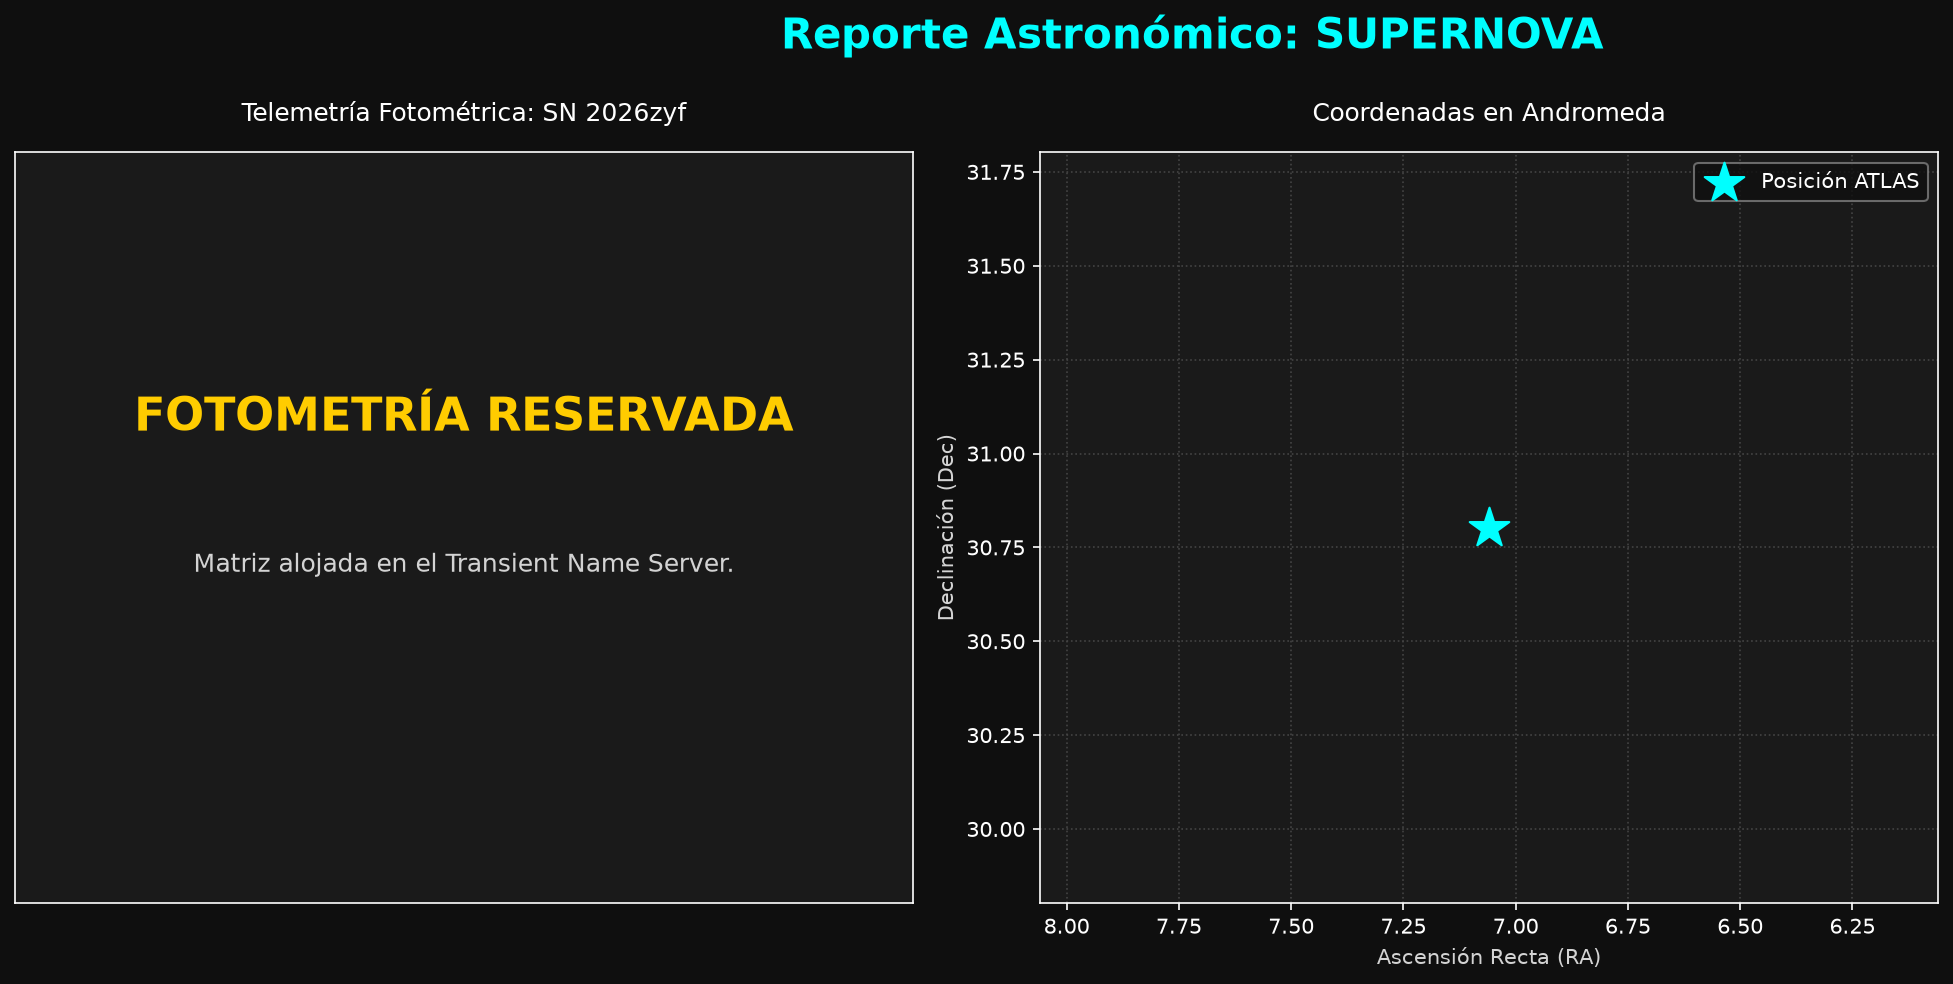 Reporte Astronómico: SUPERNOVA
Telemetría Fotométrica: SN 2026zyf
FOTOMETRÍA RESERVADA
Matriz alojada en el Transient Name Server.
Coordenadas en Andromeda
Posición ATLAS
Declinación (Dec)
31.75
31.50
31.25
31.00
30.75
30.50
30.25
30.00
8.00 7.75 7.50 7.25 7.00 6.75 6.50 6.25
Ascensión Recta (RA)